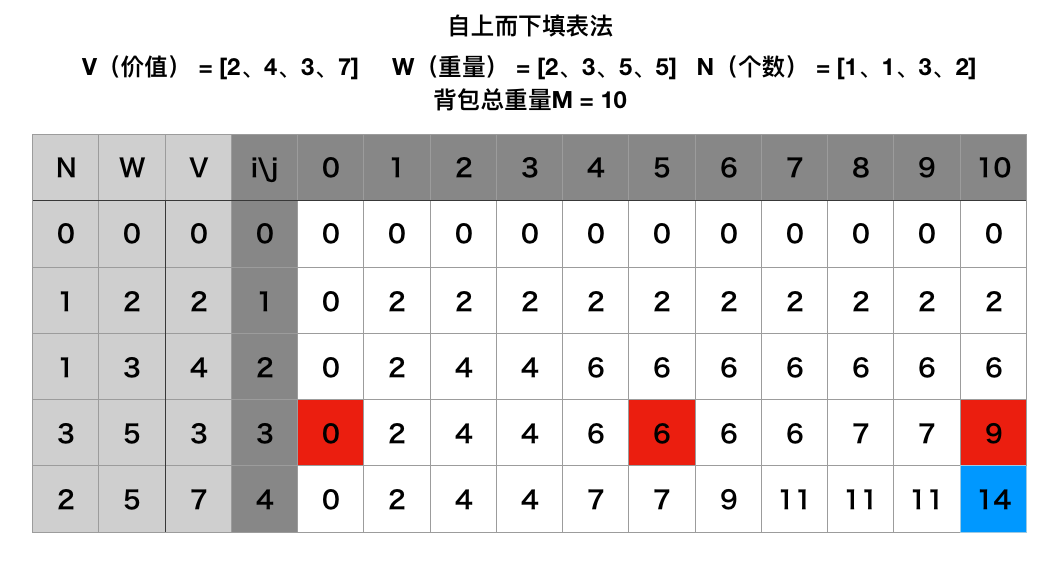 自上而下填表法
V（价值） = [2、4、3、7] W（重量） = [2、3、5、5] N（个数） = [1、1、3、2]
背包总重量M = 10
N W V i\j 0 1 2 3 4 5 6 7 8 9 10
0 0 0 0 0 0 0 0 0 0 0 0 0 0 0
1 2 2 1 0 2 2 2 2 2 2 2 2 2 2
1 3 4 2 0 2 4 4 6 6 6 6 6 6 6
3 5 3 3 0 2 4 4 6 6 6 6 7 7 9
2 5 7 4 0 2 4 4 7 7 9 11 11 11 14